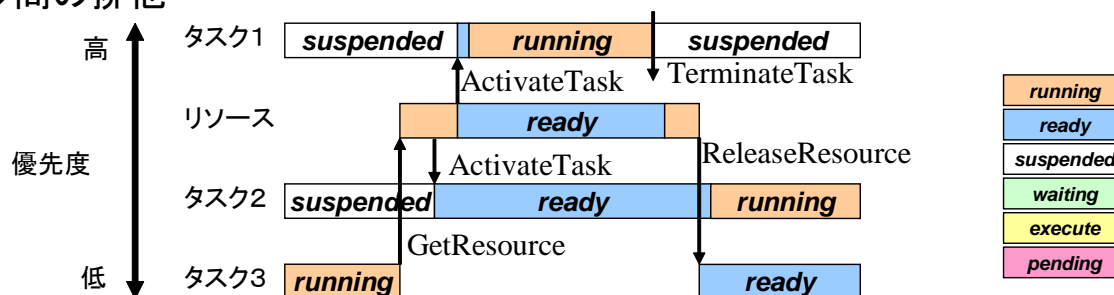 間の排他
高
優先度
低
タスク1
suspended
running
suspended
ActivateTask
TerminateTask
リソース
ready
ActivateTask
ReleaseResource
タスク2
suspended
ready
running
GetResource
タスク3
running
ready
running
ready
suspended
waiting
execute
pending